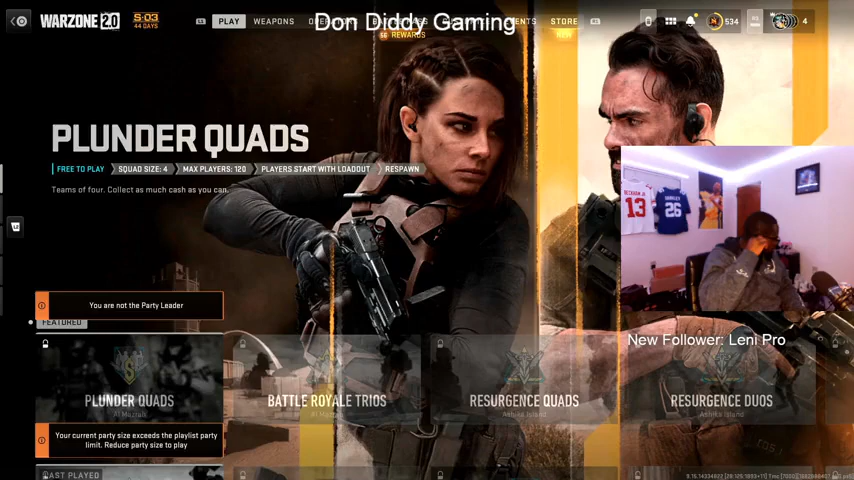 WARZONE 2.0
S-03
44 DAYS
PLAY
WEAPONS
STORE
534
4
Don Diddy Gaming
REWARDS
PLUNDER QUADS
FREE TO PLAY
SQUAD SIZE: 4
MAX PLAYERS: 120
PLAYERS START WITH LOADOUT
RESPAWN
Teams of four. Collect as much cash as you can.
BECKHAM JR
13
26
You are not the Party Leader
FEATURED
New Follower: Leni Pro
PLUNDER QUADS
Al Mazrah
BATTLE ROYALE TRIOS
Al Mazrah
RESURGENCE QUADS
Ashika Island
RESURGENCE DUOS
Ashika Island
Your current party size exceeds the playlist party
limit. Reduce party size to play
LAST PLAYED